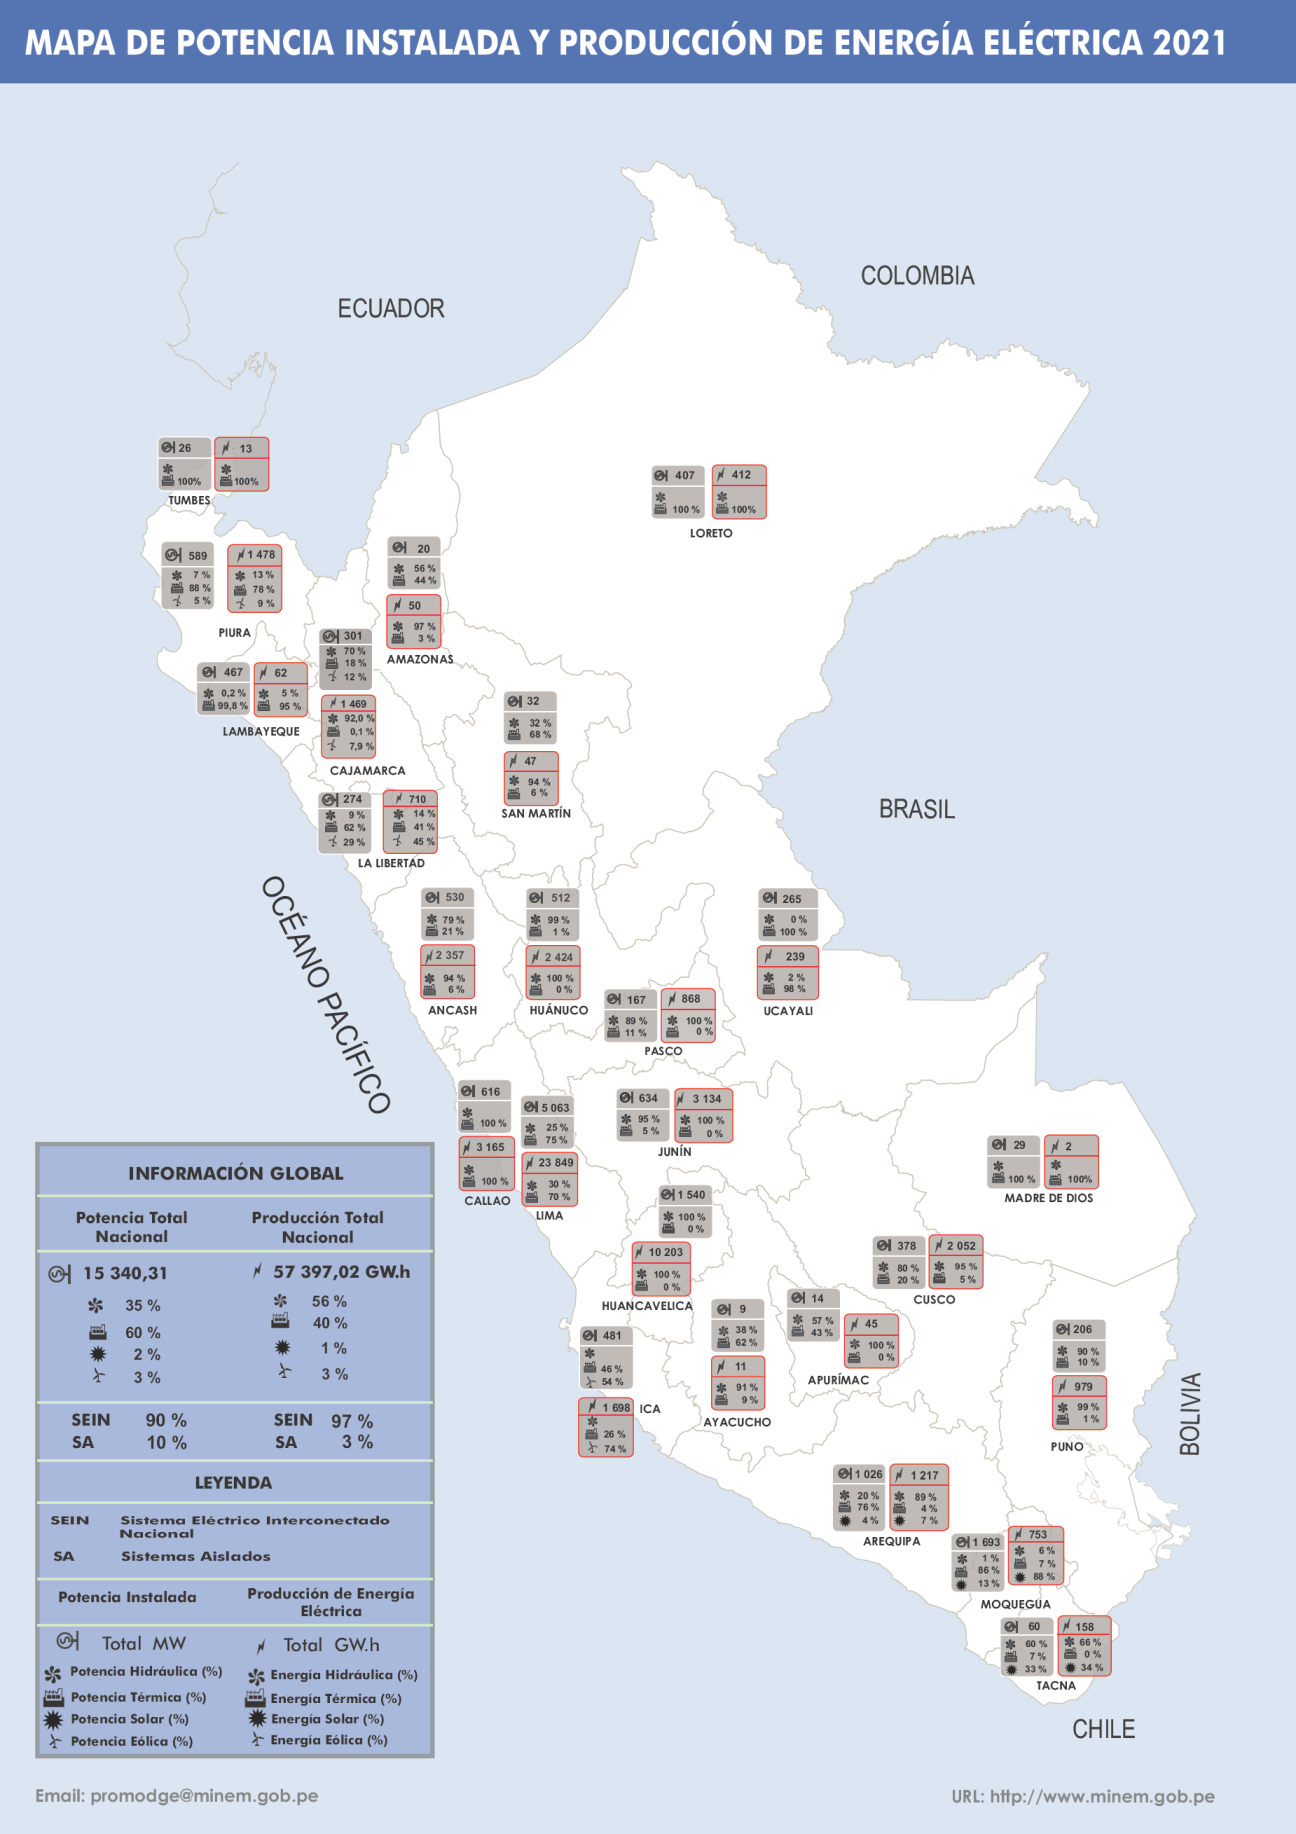 MAPA DE POTENCIA INSTALADA Y PRODUCCIÓN DE ENERGÍA ELÉCTRICA 2021
COLOMBIA
ECUADOR
26
13
100%
100%
TUMBES
407
412
100 %
100%
LORETO
589
1 478
7 %
13 %
88 %
78 %
5 %
9 %
PIURA
20
56 %
44 %
50
97 %
3 %
AMAZONAS
301
70 %
18 %
12 %
1 469
92,0 %
0,1 %
7,9 %
CAJAMARCA
467
62
0,2 %
5 %
99,8 %
95 %
LAMBAYEQUE
32
32 %
68 %
47
94 %
6 %
SAN MARTÍN
274
710
9 %
14 %
62 %
41 %
29 %
45 %
LA LIBERTAD
BRASIL
OCÉANO PACÍFICO
530
79 %
21 %
2 357
94 %
6 %
ANCASH
512
99 %
1 %
2 424
100 %
0 %
HUÁNUCO
265
0 %
100 %
239
2 %
98 %
UCAYALI
167
868
89 %
100 %
11 %
0 %
PASCO
616
100 %
3 165
100 %
CALLAO
5 063
25 %
75 %
23 849
30 %
70 %
LIMA
634
3 134
95 %
100 %
5 %
0 %
JUNÍN
29
2
100 %
100%
MADRE DE DIOS
1 540
100 %
0 %
10 203
100 %
0 %
HUANCAVELICA
378
2 052
80 %
95 %
20 %
5 %
CUSCO
9
38 %
62 %
11
91 %
9 %
AYACUCHO
14
57 %
43 %
45
100 %
0 %
APURÍMAC
481
46 %
54 %
1 698
26 %
74 %
ICA
206
90 %
10 %
979
99 %
1 %
PUNO
BOLIVIA
1 026
1 217
20 %
89 %
76 %
4 %
4 %
7 %
AREQUIPA
1 693
753
1 %
6 %
86 %
7 %
13 %
88 %
MOQUEGUA
60
158
60 %
66 %
7 %
0 %
33 %
34 %
TACNA
CHILE
INFORMACIÓN GLOBAL
Potencia Total
Nacional
Producción Total
Nacional
15 340,31
57 397,02 GW.h
35 %
56 %
60 %
40 %
2 %
1 %
3 %
3 %
SEIN 90 %
SEIN 97 %
SA 10 %
SA 3 %
LEYENDA
SEIN Sistema Eléctrico Interconectado
Nacional
SA Sistemas Aislados
Potencia Instalada
Producción de Energía
Eléctrica
Total MW
Total GW.h
Potencia Hidráulica (%)
Energía Hidráulica (%)
Potencia Térmica (%)
Energía Térmica (%)
Potencia Solar (%)
Energía Solar (%)
Potencia Eólica (%)
Energía Eólica (%)
Email: promodge@minem.gob.pe
URL: http://www.minem.gob.pe